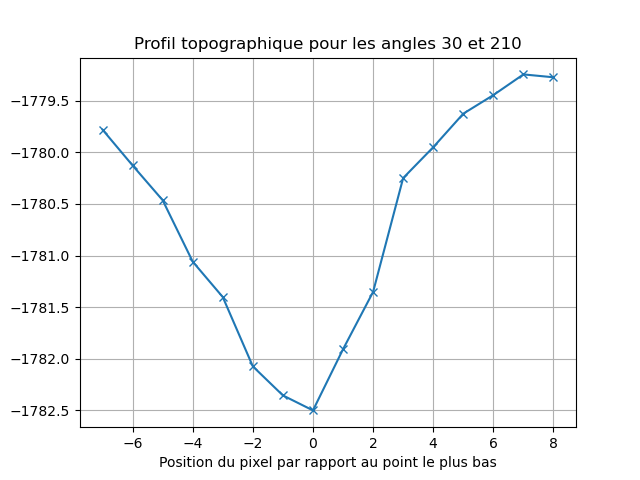 Profil topographique pour les angles 30 et 210
−1779.5
−1780.0
−1780.5
−1781.0
−1781.5
−1782.0
−1782.5
−6 −4 −2 0 2 4 6 8
Position du pixel par rapport au point le plus bas